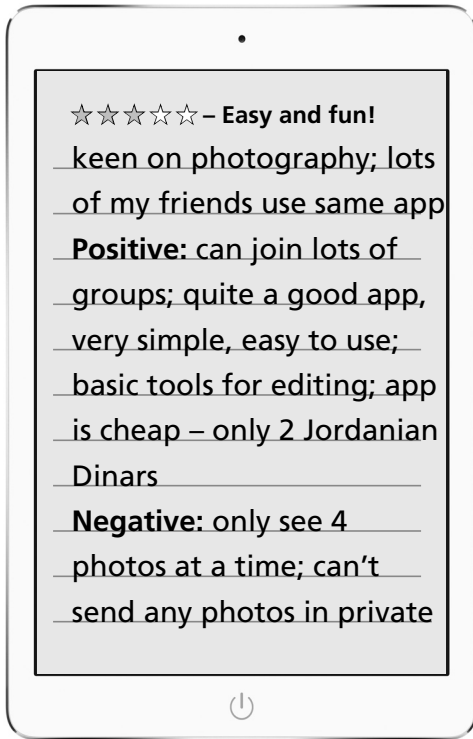 ★★★☆☆ – Easy and fun!
keen on photography; lots
of my friends use same app
Positive: can join lots of
groups; quite a good app,
very simple, easy to use;
basic tools for editing; app
is cheap – only 2 Jordanian
Dinars
Negative: only see 4
photos at a time; can’t
send any photos in private